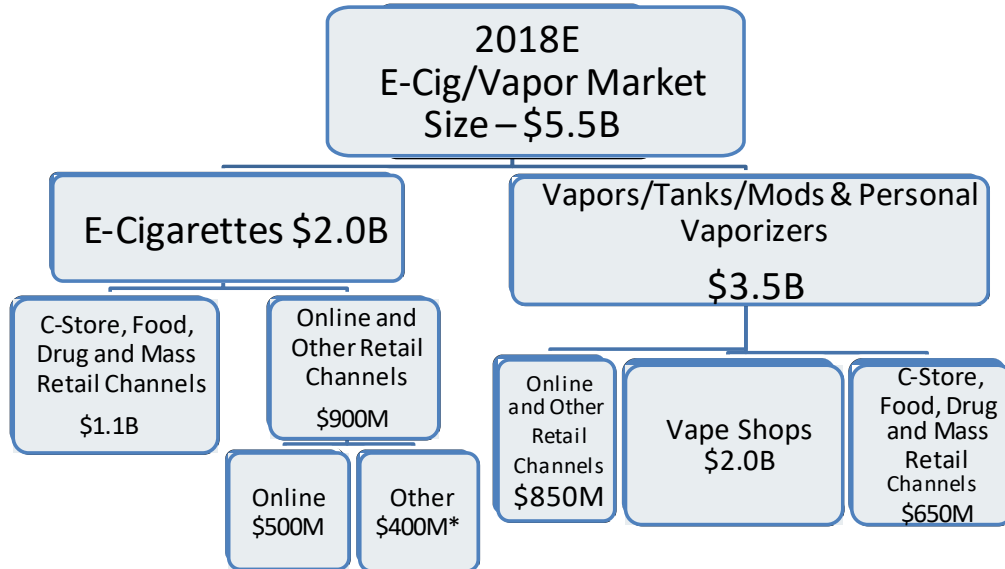 2018E
E-Cig/Vapor Market
Size – $5.5B
E-Cigarettes $2.0B
Vapors/Tanks/Mods & Personal
Vaporizers
$3.5B
C-Store, Food,
Drug and Mass
Retail Channels
$1.1B
Online and
Other Retail
Channels
$900M
Online
$500M
Other
$400M*
Online
and Other
Retail
Channels
$850M
Vape Shops
$2.0B
C-Store,
Food, Drug
and Mass
Retail
Channels
$650M